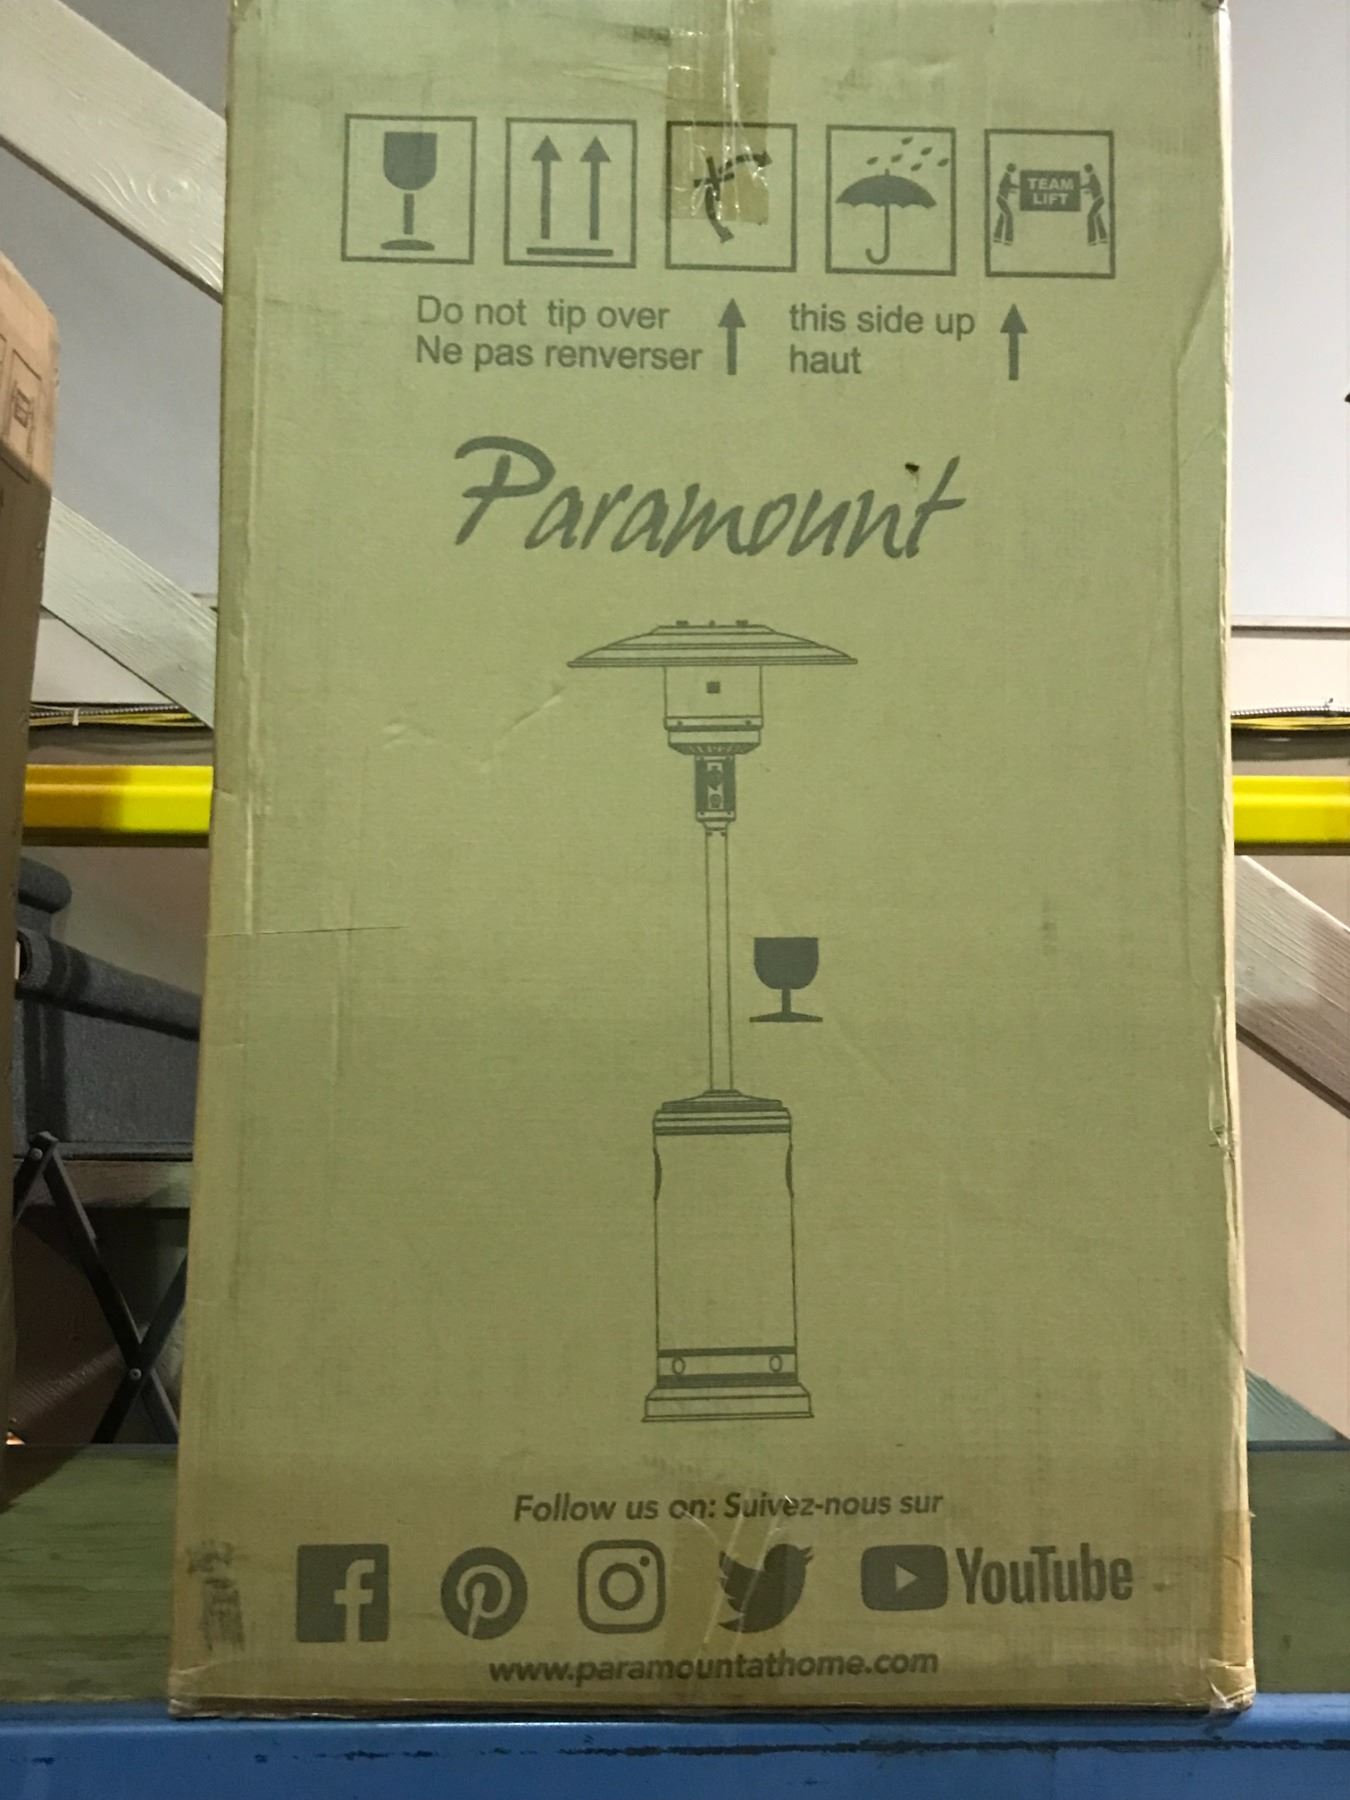 TEAM
LIFT
Do not tip over
Ne pas renverser
this side up
haut
Paramount
Follow us on: Suivez-nous sur
YouTube
www.paramountathome.com